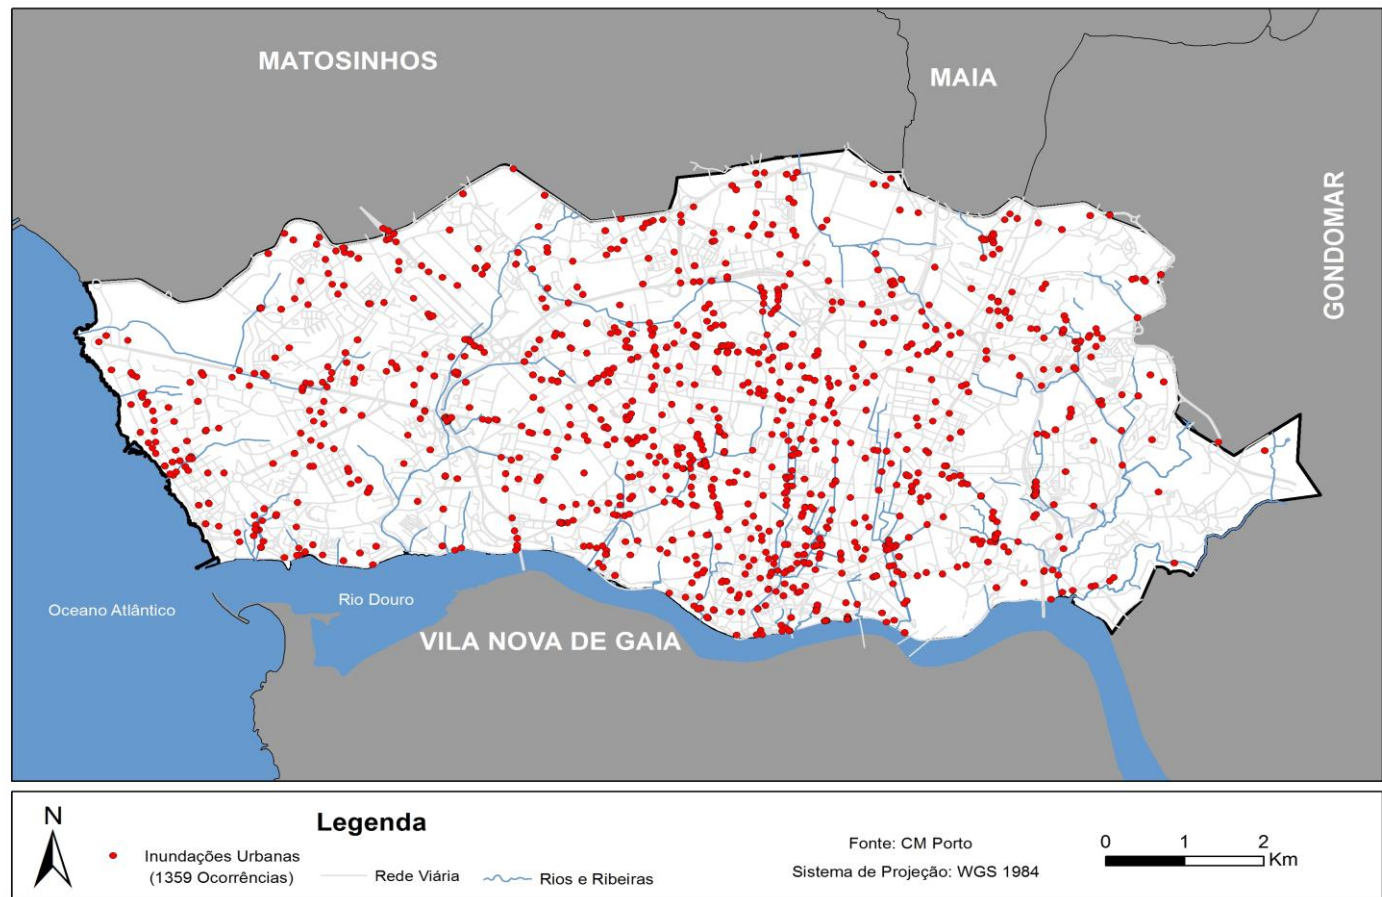 MATOSINHOS
MAIA
GONDOMAR
Oceano Atlântico
Rio Douro
VILA NOVA DE GAIA
N
Legenda
Inundações Urbanas
(1359 Ocorrências)
Rede Viária
Rios e Ribeiras
Fonte: CM Porto
Sistema de Projeção: WGS 1984
0 1 2
Km